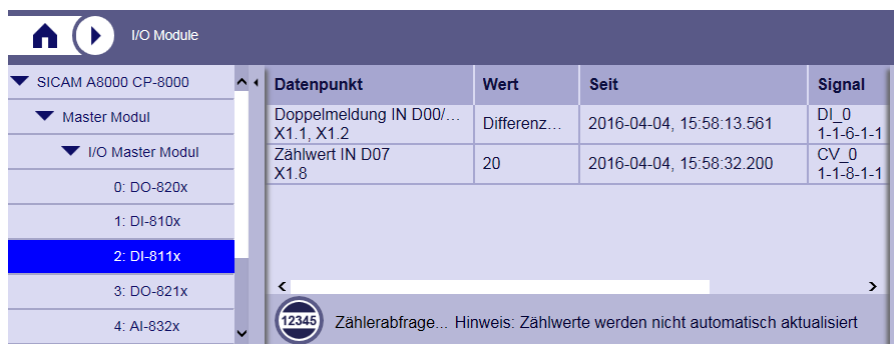 I/O Module
SICAM A8000 CP-8000
Master Modul
I/O Master Modul
0: DO-820x
1: DI-810x
2: DI-811x
3: DO-821x
4: AI-832x
Datenpunkt Wert Seit Signal
Doppelmeldung IN D00/...
X1.1, X1.2
Differenz...
2016-04-04, 15:58:13.561
DI_0
1-1-6-1-1
Zählwert IN D07
X1.8
20
2016-04-04, 15:58:32.200
CV_0
1-1-8-1-1
12345 Zählerabfrage... Hinweis: Zählwerte werden nicht automatisch aktualisiert